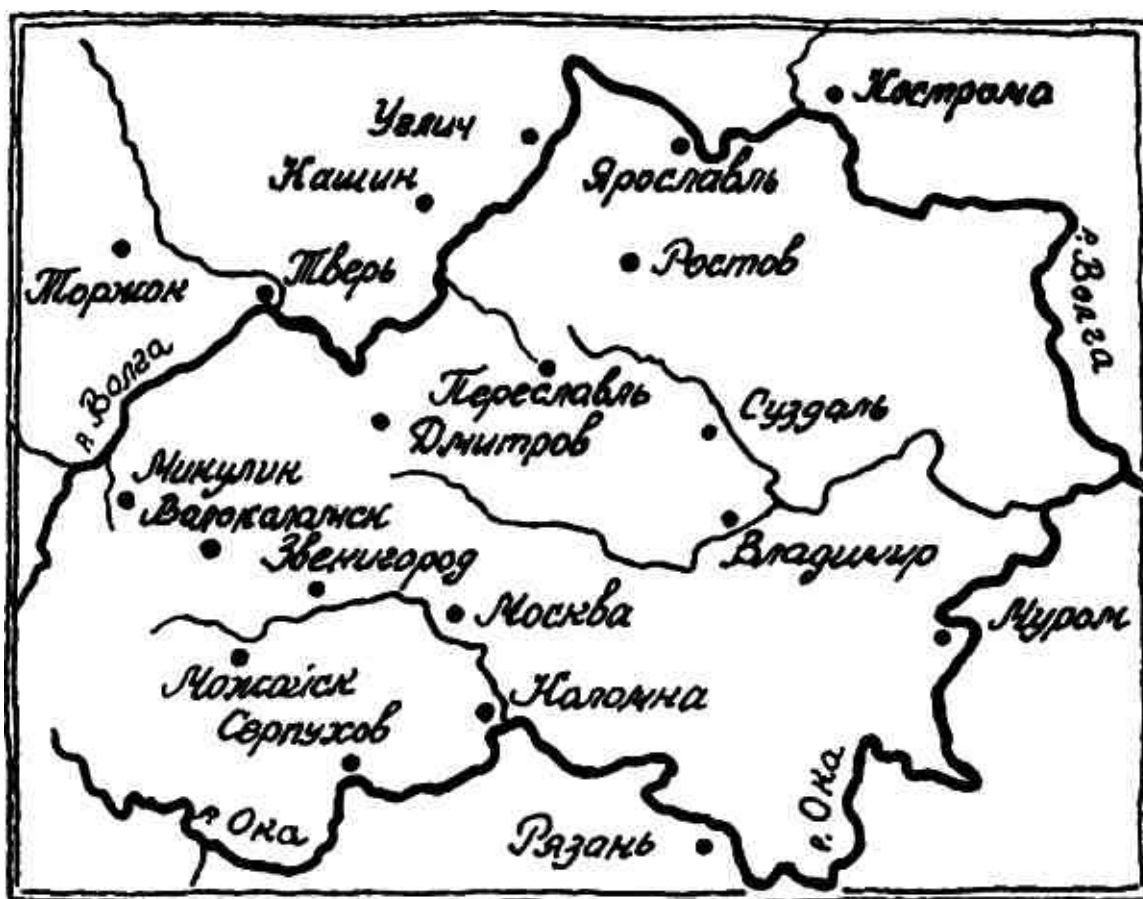 Кострома
Углич
Ярославль
Кашин
Ростов
Тверь
Торжок
р. Волга
р. Волга
Переславль
Суздаль
Дмитров
Микулин
Волокаламск
Звенигород
Владимир
Москва
Муром
Можайск
Коломна
Серпухов
р. Ока
р. Ока
Рязань